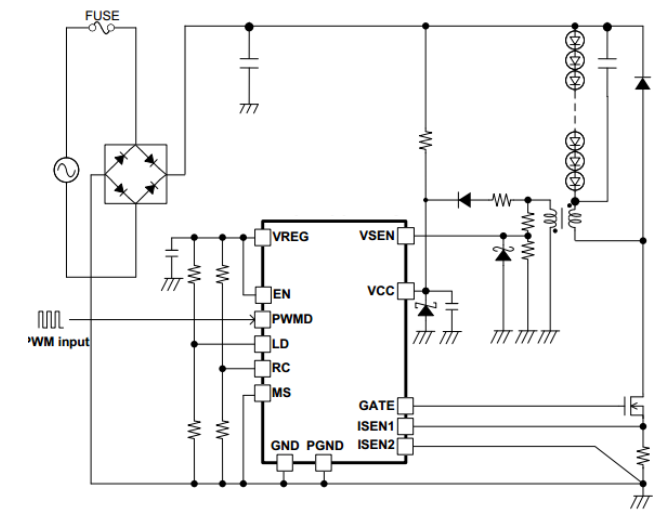 FUSE
VREG
VSEN
EN
VCC
PWMD
PWM input
LD
RC
MS
GATE
ISEN1
GND PGND
ISEN2